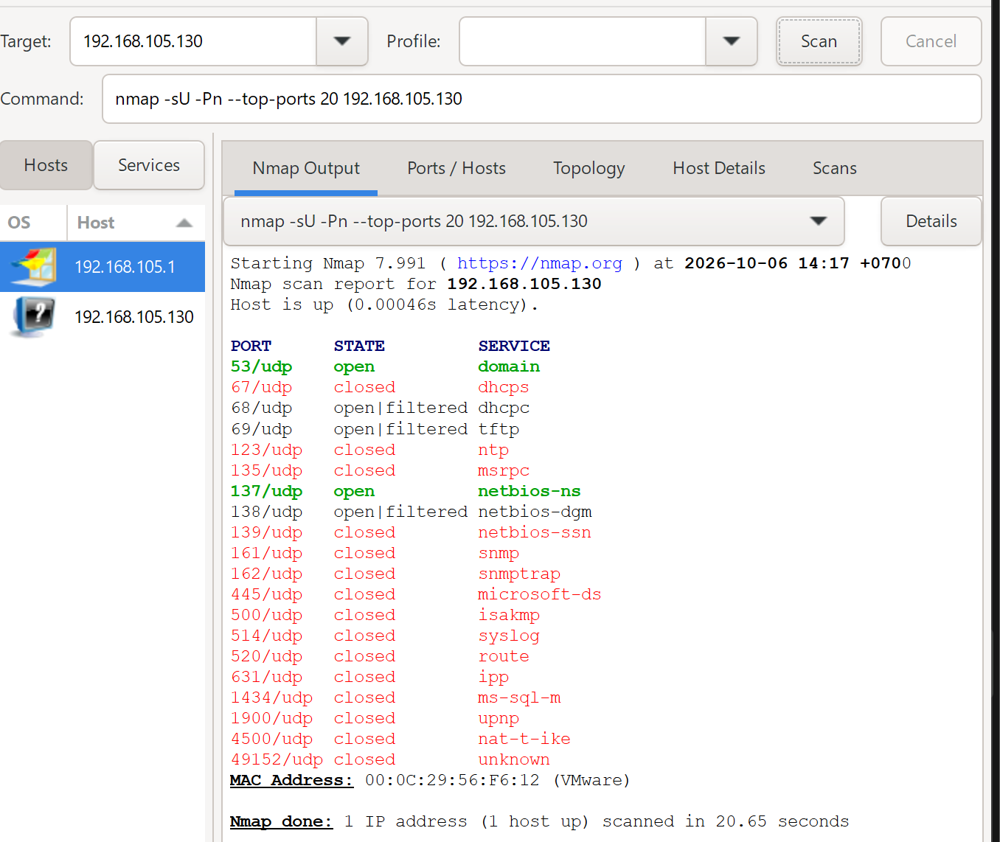 Target: 192.168.105.130 Profile: Scan Cancel
Command: nmap -sU -Pn --top-ports 20 192.168.105.130
Hosts Services
OS Host
192.168.105.1
192.168.105.130
Nmap Output Ports / Hosts Topology Host Details Scans
nmap -sU -Pn --top-ports 20 192.168.105.130 Details
Starting Nmap 7.991 ( https://nmap.org ) at 2026-10-06 14:17 +0700
Nmap scan report for 192.168.105.130
Host is up (0.00046s latency).
PORT STATE SERVICE
53/udp open domain
67/udp closed dhcps
68/udp open|filtered dhcpc
69/udp open|filtered tftp
123/udp closed ntp
135/udp closed msrpc
137/udp open netbios-ns
138/udp open|filtered netbios-dgm
139/udp closed netbios-ssn
161/udp closed snmp
162/udp closed snmptrap
445/udp closed microsoft-ds
500/udp closed isakmp
514/udp closed syslog
520/udp closed route
631/udp closed ipp
1434/udp closed ms-sql-m
1900/udp closed upnp
4500/udp closed nat-t-ike
49152/udp closed unknown
MAC Address: 00:0C:29:56:F6:12 (VMware)
Nmap done: 1 IP address (1 host up) scanned in 20.65 seconds